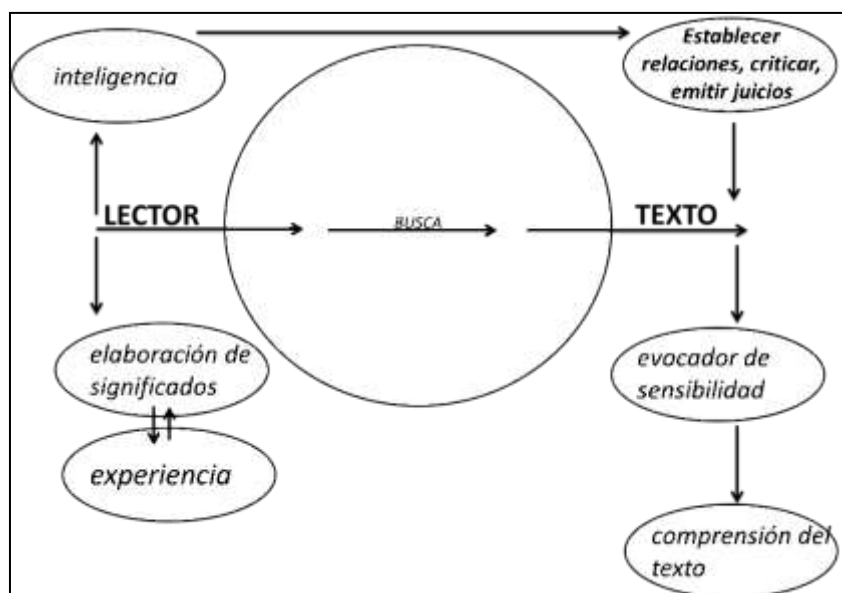 inteligencia
Establecer
relaciones, criticar,
emitir juicios
LECTOR
BUSCA
TEXTO
elaboración de
significados
experiencia
evocador de
sensibilidad
comprensión del
texto